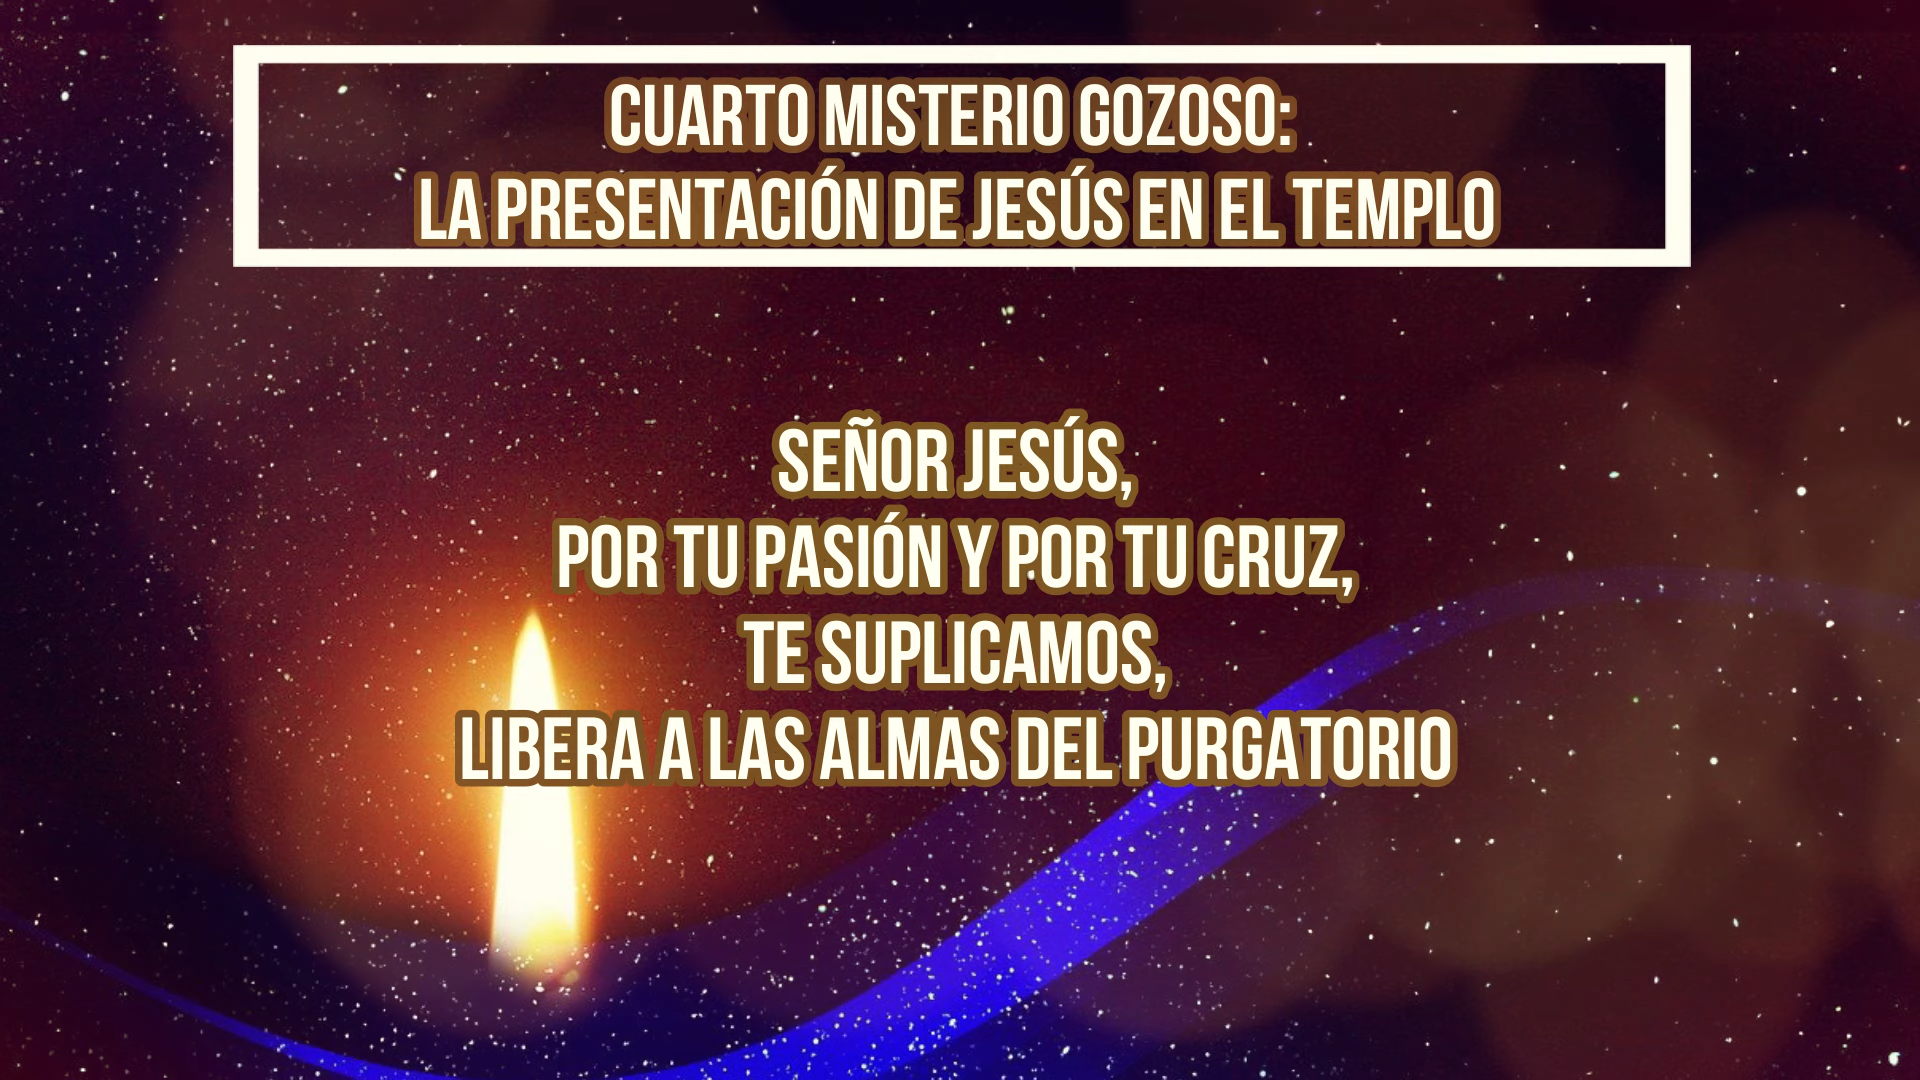 CUARTO MISTERIO GOZOSO:
LA PRESENTACIÓN DE JESÚS EN EL TEMPLO
SEÑOR JESÚS,
POR TU PASIÓN Y POR TU CRUZ,
TE SUPLICAMOS,
LIBERA A LAS ALMAS DEL PURGATORIO